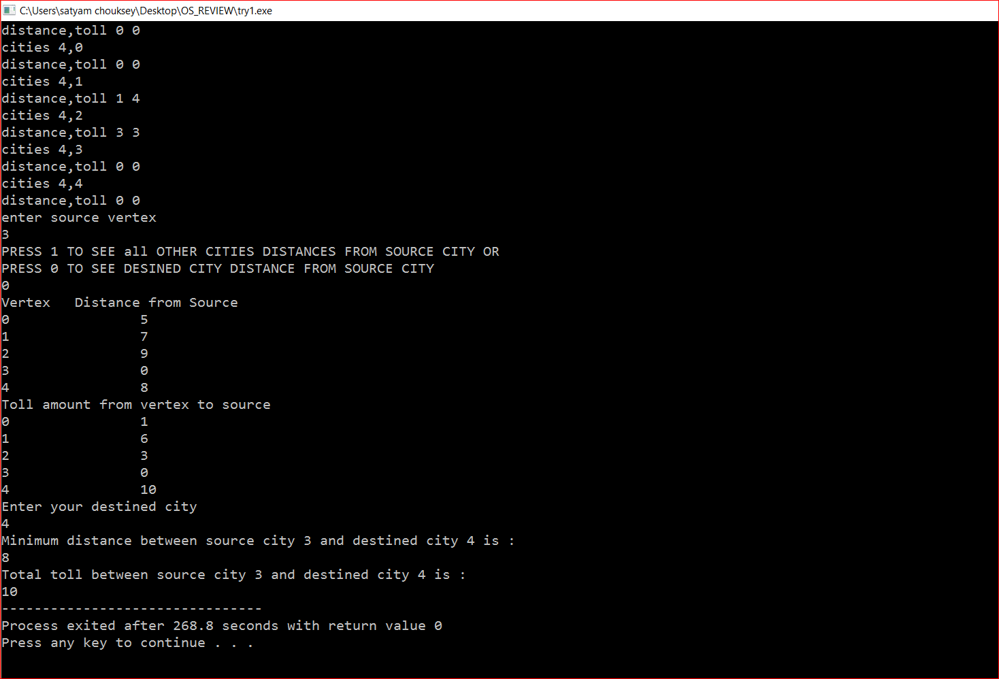 C:\Users\satyam chouksey\Desktop\OS_REVIEW\try1.exe
distance,toll 0 0
cities 4,0
distance,toll 0 0
cities 4,1
distance,toll 1 4
cities 4,2
distance,toll 3 3
cities 4,3
distance,toll 0 0
cities 4,4
distance,toll 0 0
enter source vertex
3
PRESS 1 TO SEE all OTHER CITIES DISTANCES FROM SOURCE CITY OR
PRESS 0 TO SEE DESINED CITY DISTANCE FROM SOURCE CITY
0
Vertex   Distance from Source
0                5
1                7
2                9
3                0
4                8
Toll amount from vertex to source
0                1
1                6
2                3
3                0
4                10
Enter your destined city
4
Minimum distance between source city 3 and destined city 4 is :
8
Total toll between source city 3 and destined city 4 is :
10
--------------------------------
Process exited after 268.8 seconds with return value 0
Press any key to continue . . .